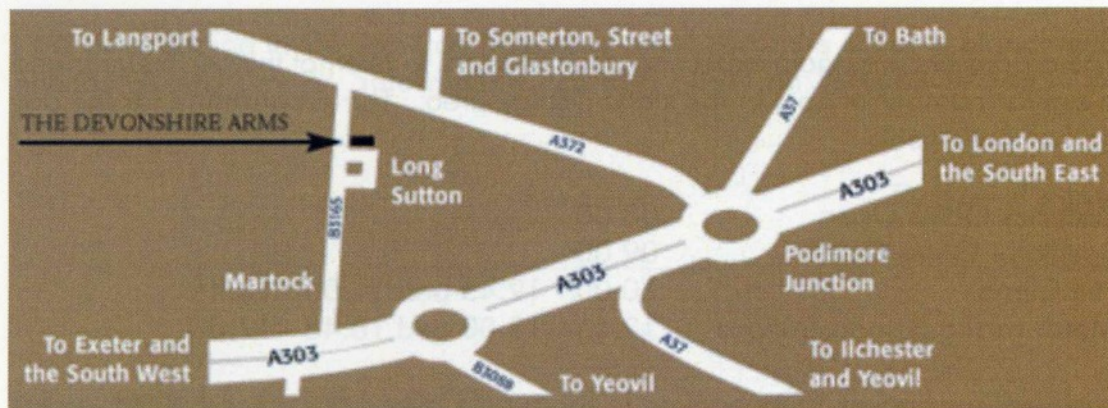 To Langport
To Somerton, Street
and Glastonbury
To Bath
A37
THE DEVONSHIRE ARMS
A372
To London and
the South East
A303
Long
Sutton
B3165
Podimore
Junction
Martock
A303
A37
To Exeter and
the South West
A303
B3088
To Yeovil
To Ilchester
and Yeovil